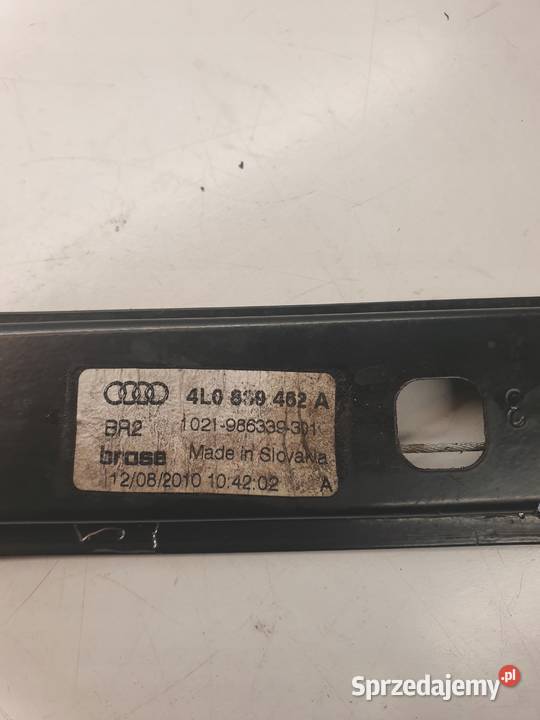 4L0 839 462 A
BR2 1021-986339-301
brose Made in Slovakia
12/08/2010 10:42:02 A
8
Sprzedajemy.pl